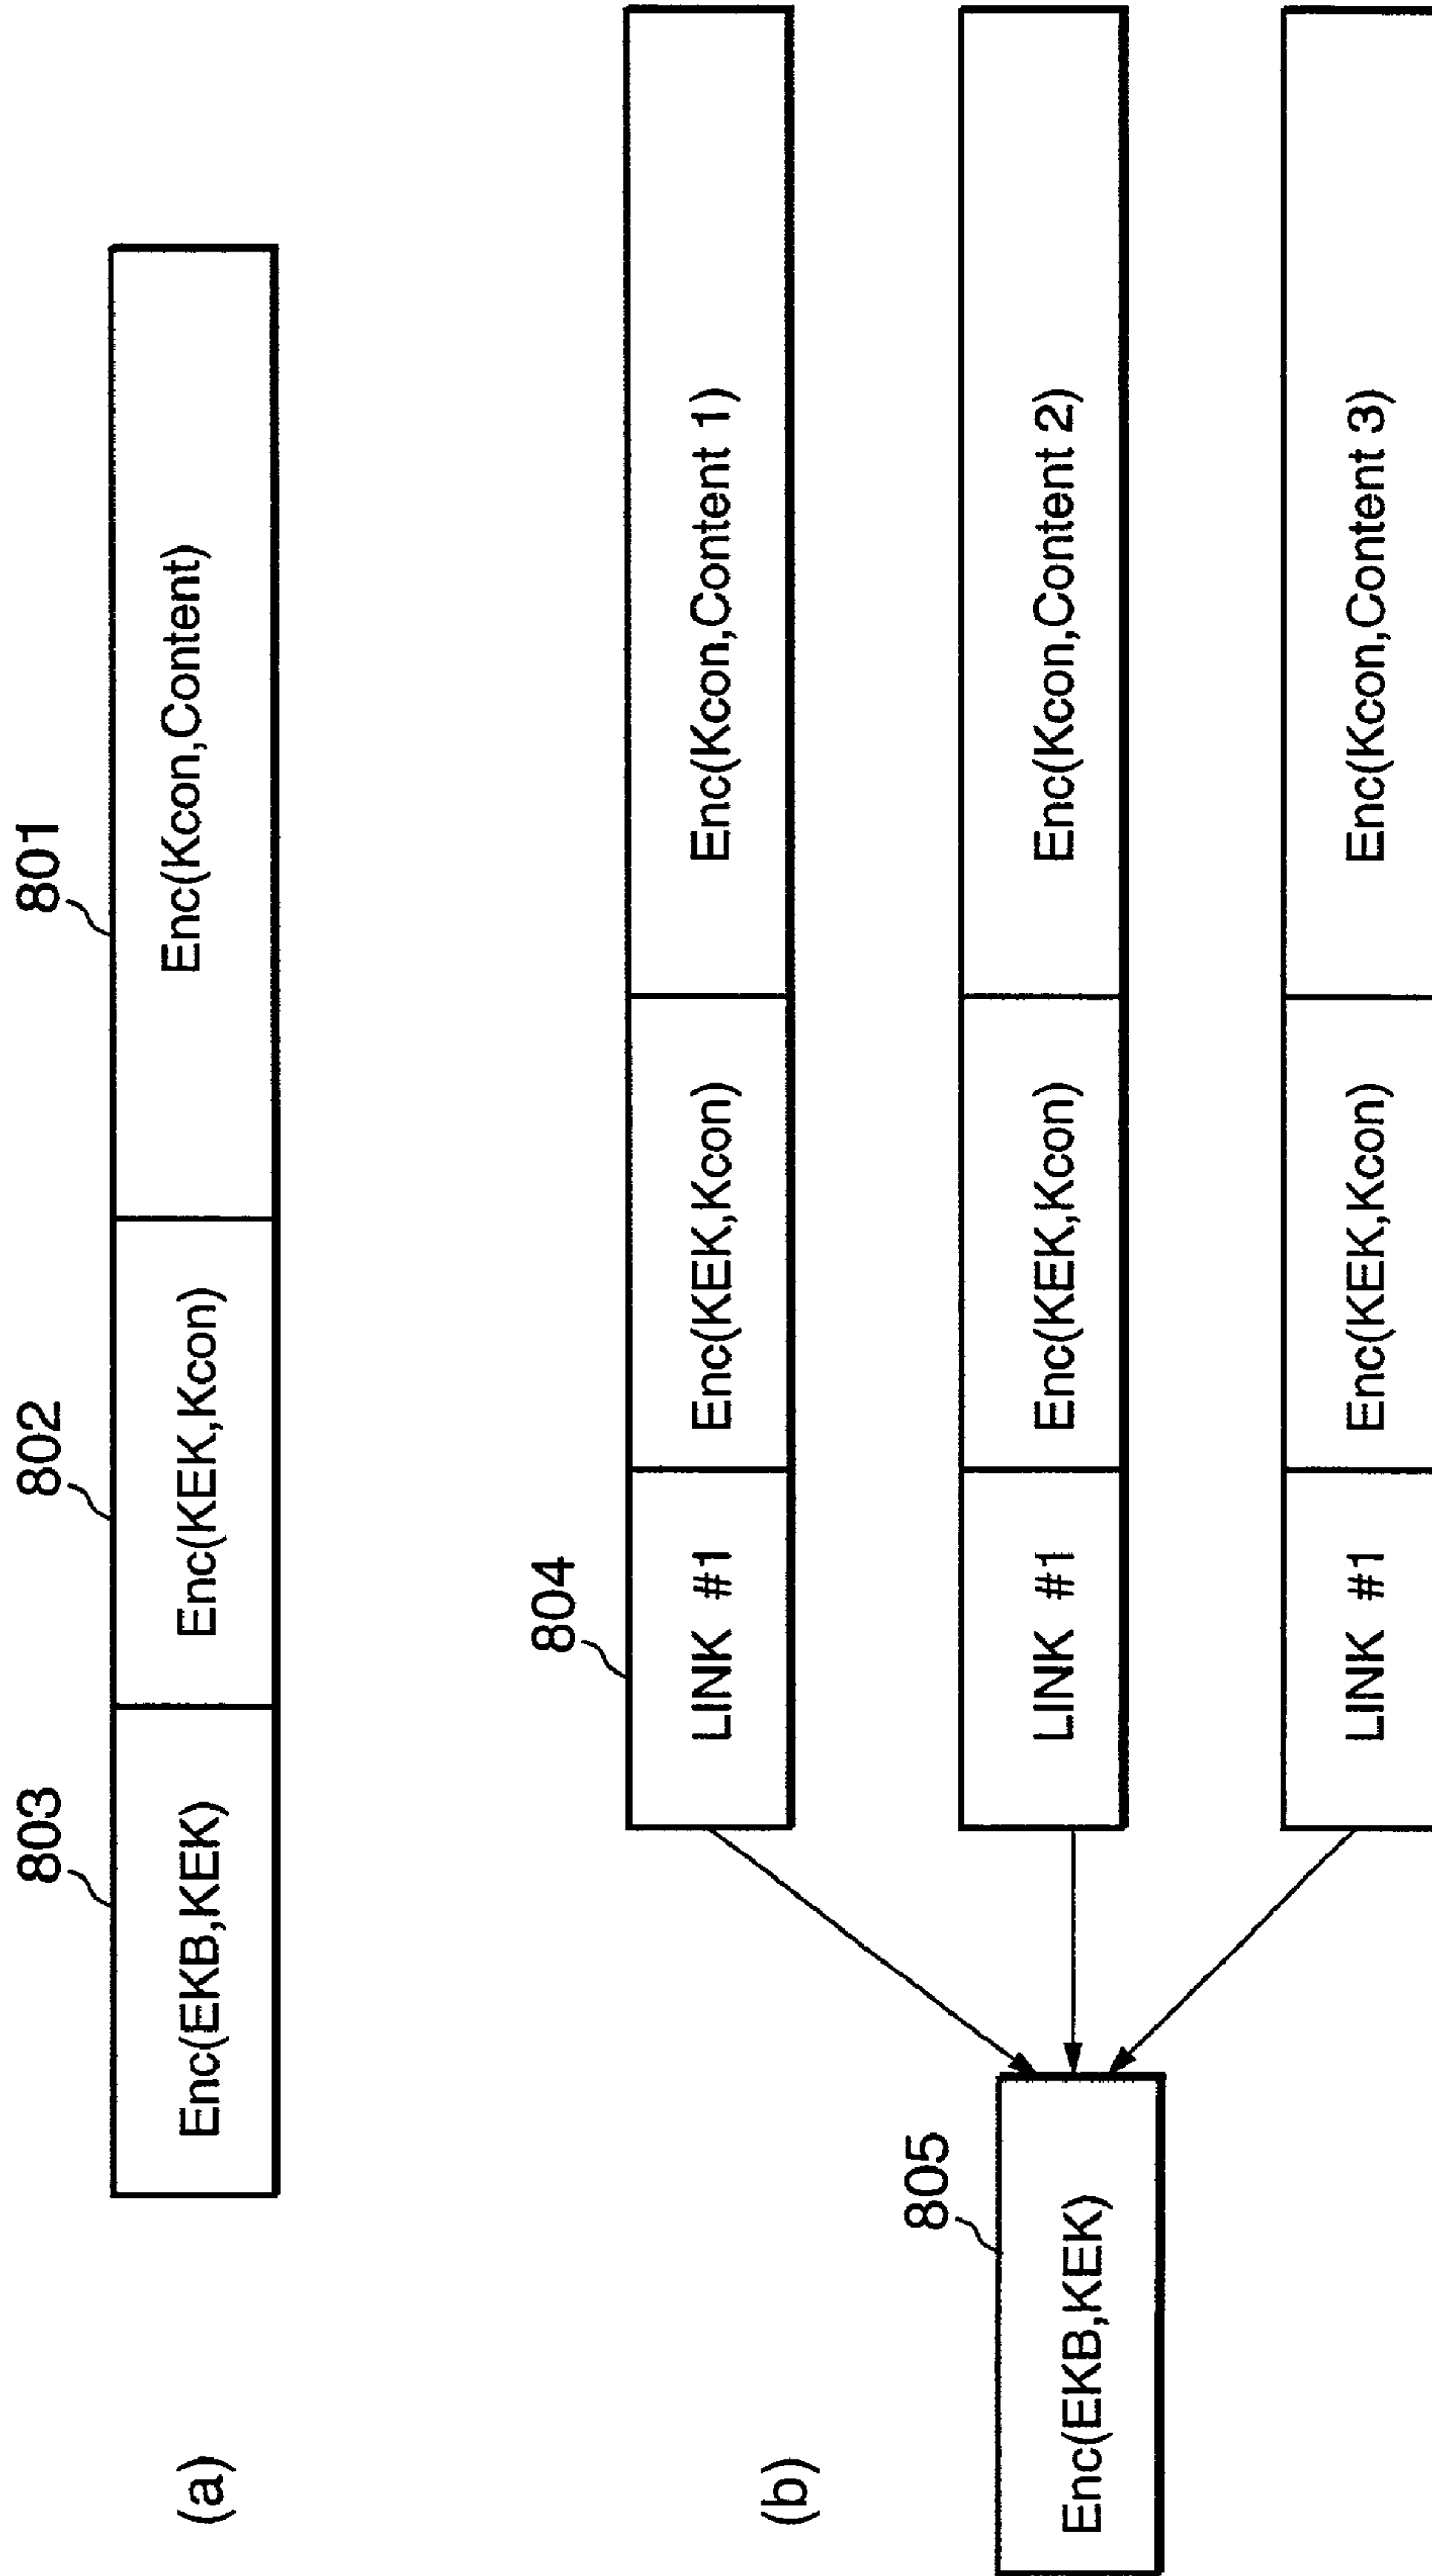 (a)
803
802
801
Enc(EKB,KEK)
Enc(KEK,Kcon)
Enc(Kcon,Content)
(b)
804
LINK #1
Enc(KEK,Kcon)
Enc(Kcon,Content 1)
805
Enc(EKB,KEK)
LINK #1
Enc(KEK,Kcon)
Enc(Kcon,Content 2)
LINK #1
Enc(KEK,Kcon)
Enc(Kcon,Content 3)